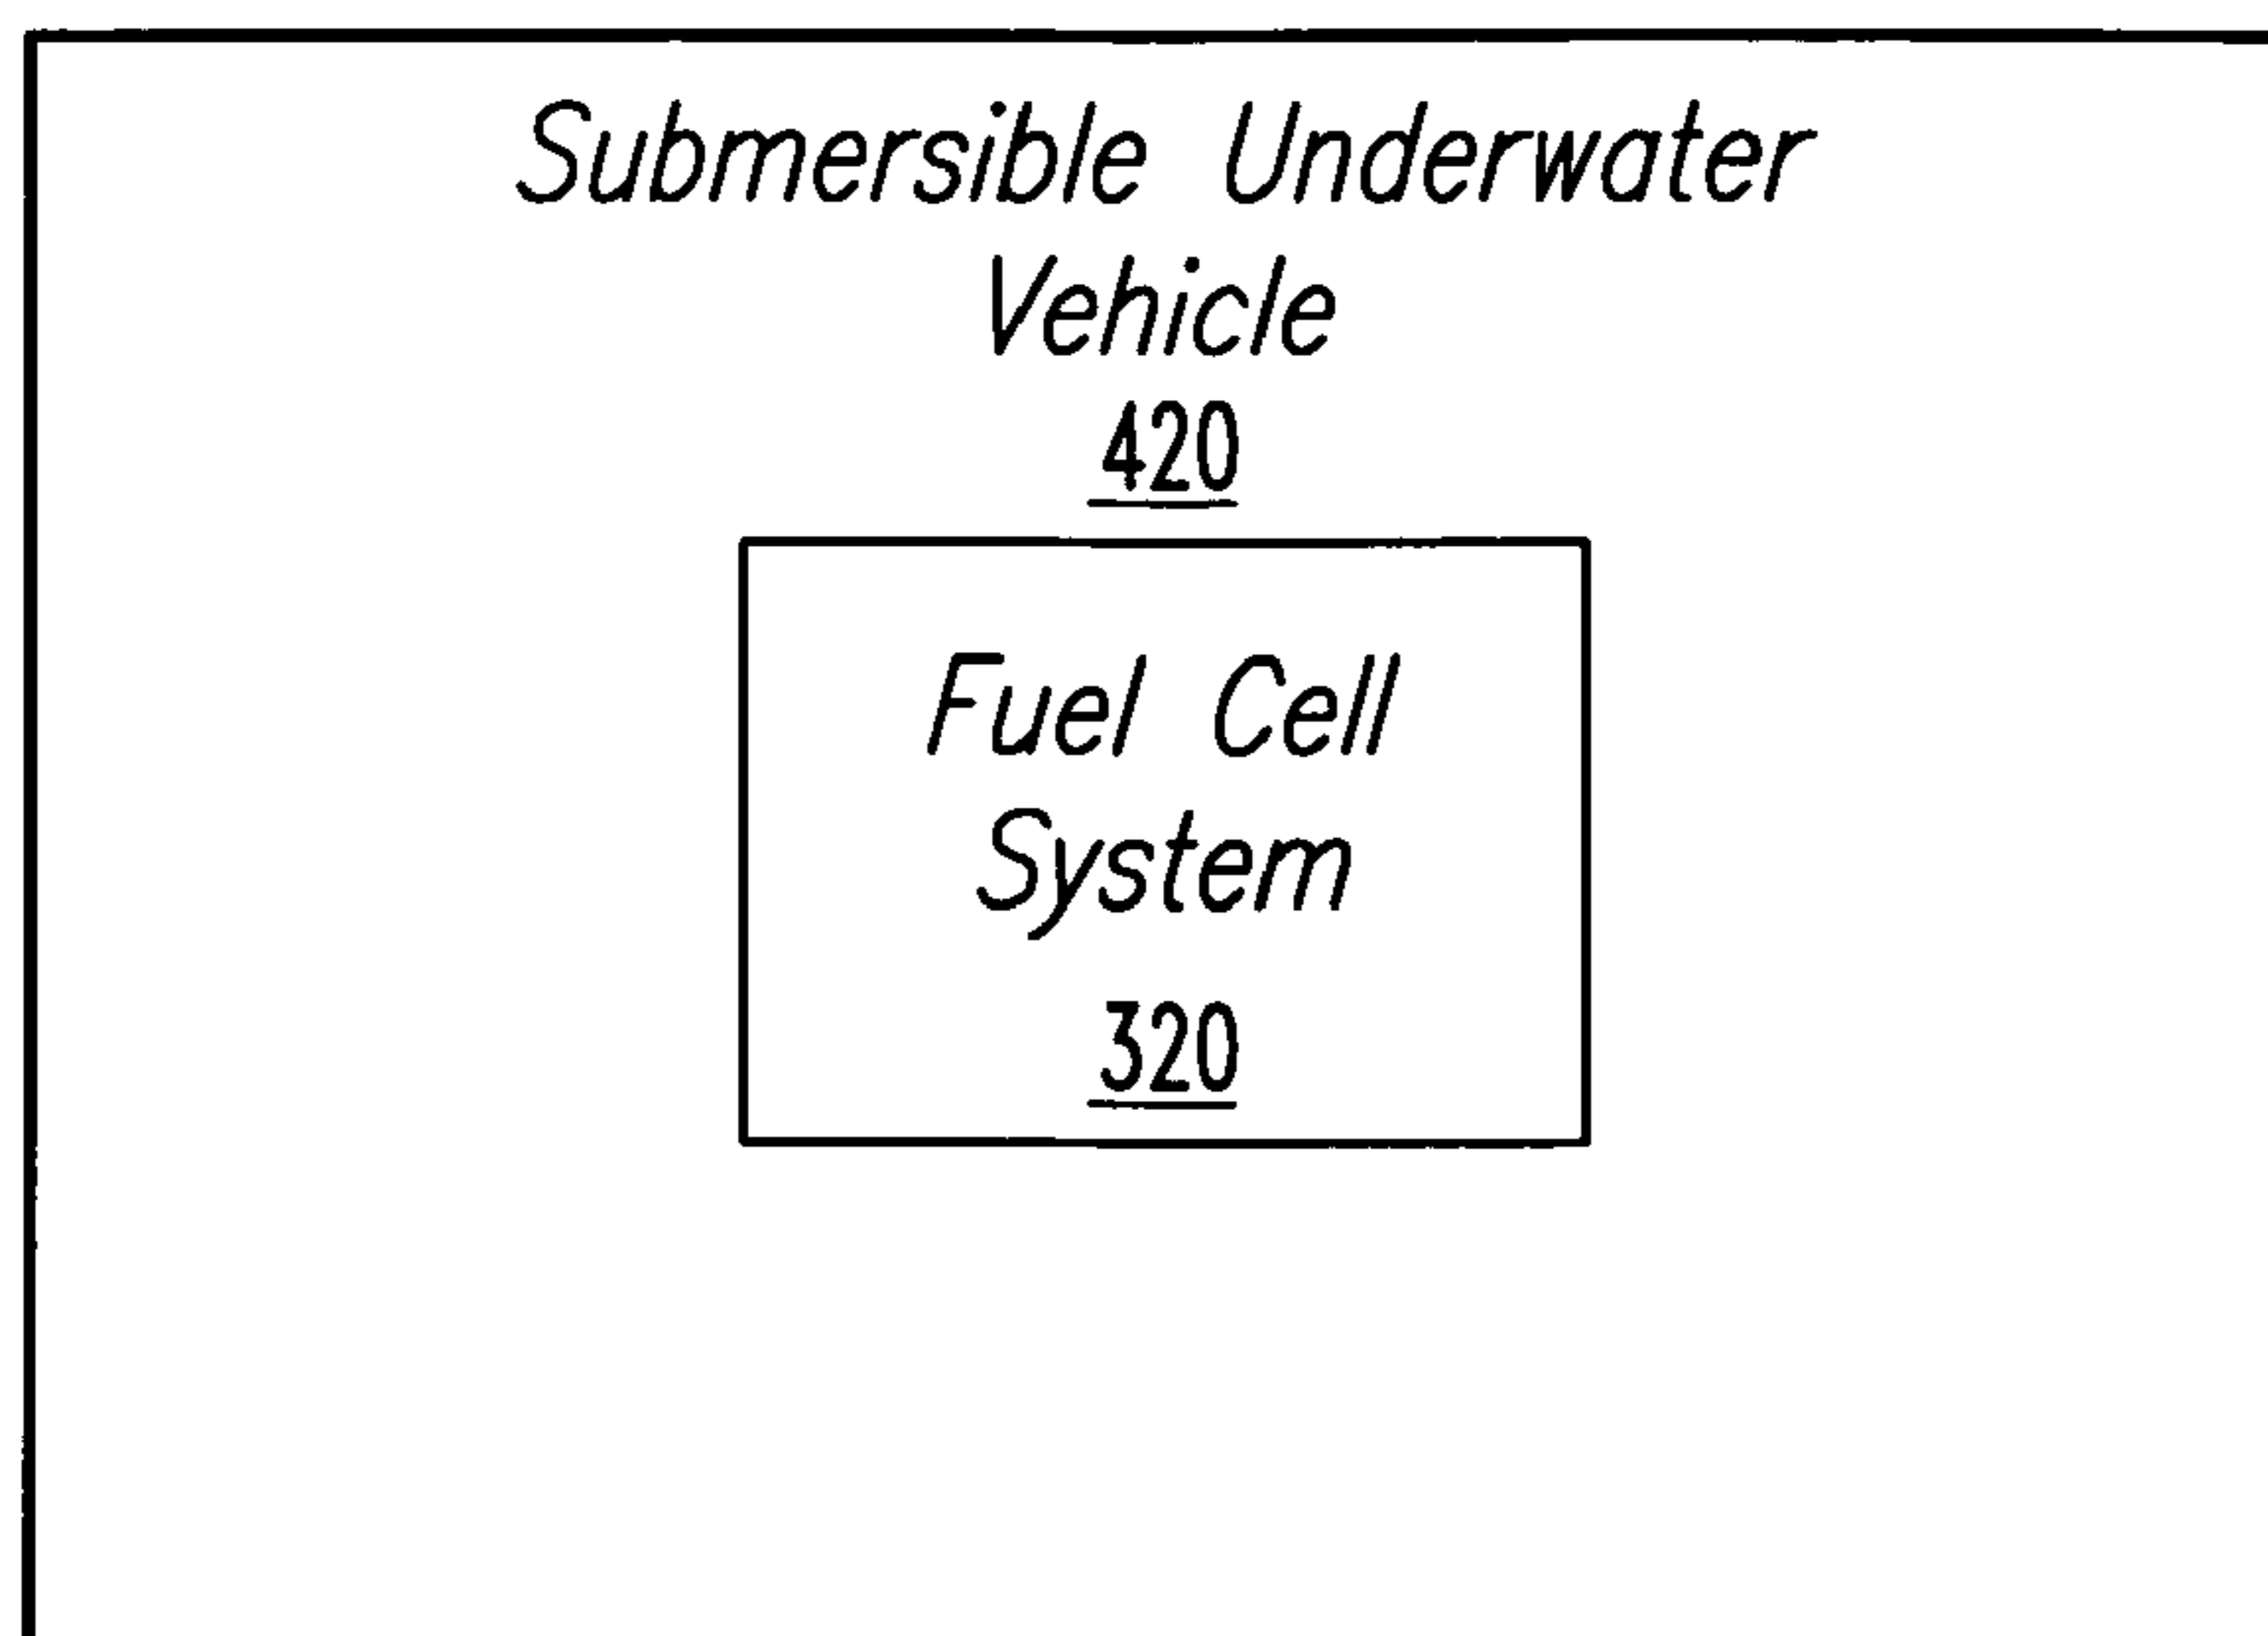 Submersible Underwater
Vehicle
420
Fuel Cell
System
320